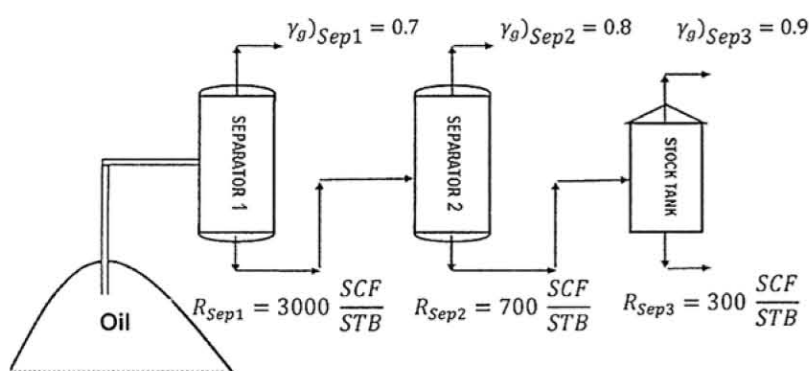 γg)Sep1 = 0.7
γg)Sep2 = 0.8
γg)Sep3 = 0.9
SEPARATOR 1
SEPARATOR 2
STOCK TANK
Oil
RSep1 = 3000 SCF/STB
RSep2 = 700 SCF/STB
RSep3 = 300 SCF/STB